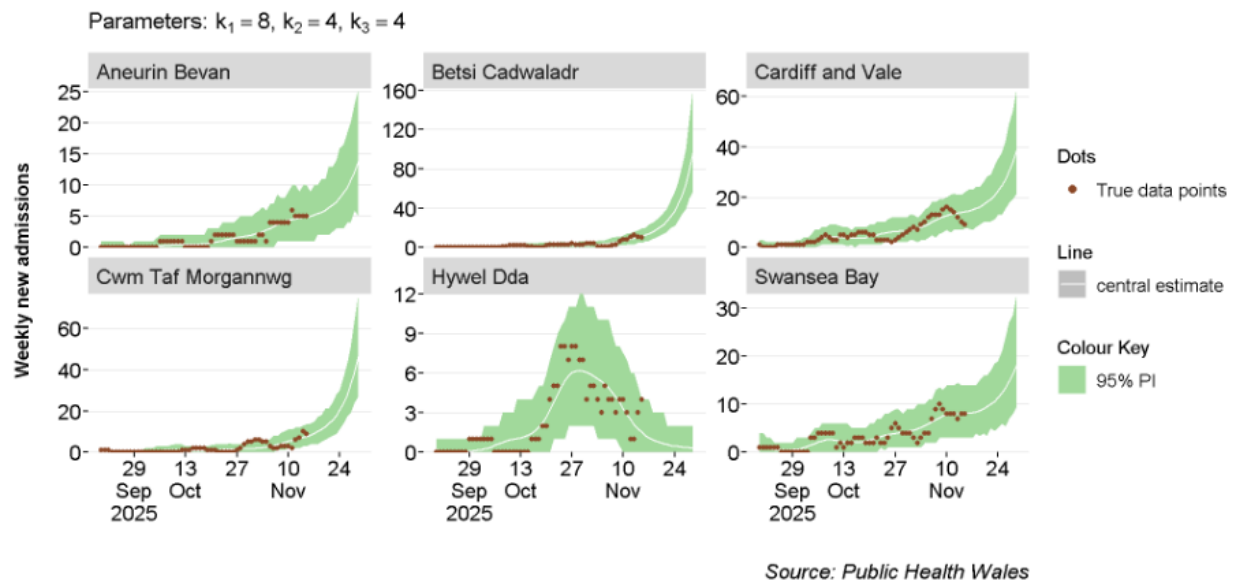 Parameters: k₁ = 8, k₂ = 4, k₃ = 4
Aneurin Bevan
Betsi Cadwaladr
Cardiff and Vale
25
20
15
10
5
0
160
120
80
40
0
60
40
20
0
Weekly new admissions
Cwm Taf Morgannwg
Hywel Dda
Swansea Bay
60
40
20
0
12
9
6
3
0
30
20
10
0
29 13 27 10 24
Sep Oct Nov
2025
29 13 27 10 24
Sep Oct Nov
2025
29 13 27 10 24
Sep Oct Nov
2025
Dots
True data points
Line
central estimate
Colour Key
95% PI
Source: Public Health Wales